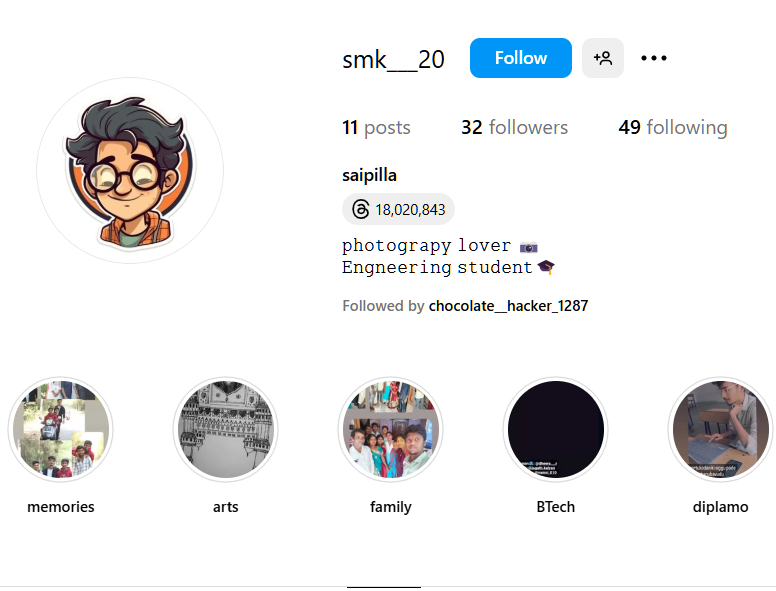 smk___20 Follow
11 posts 32 followers 49 following
saipilla
18,020,843
photograpy lover 📷
Engneering student🎓
Followed by chocolate__hacker_1287
memories arts family BTech diplamo